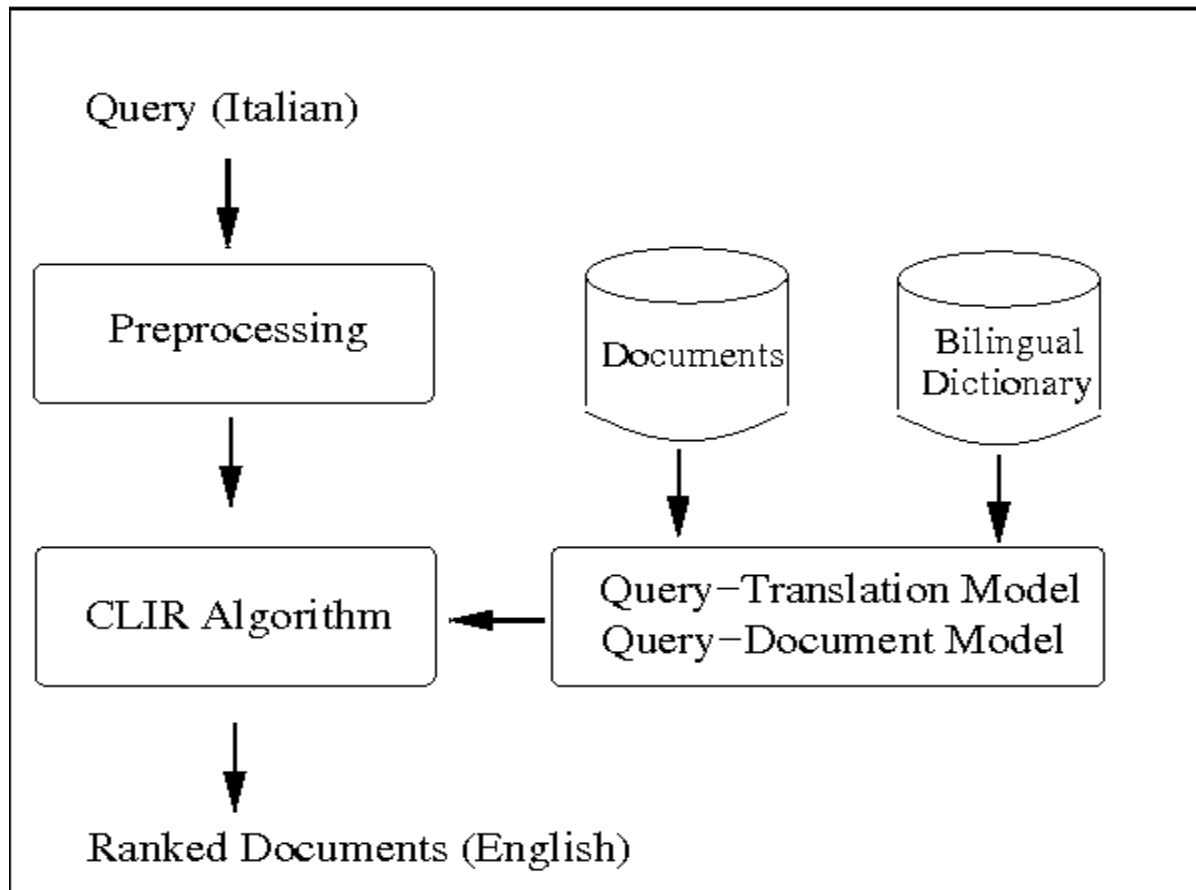 Query (Italian)
Preprocessing
Documents
Bilingual
Dictionary
CLIR Algorithm
Query−Translation Model
Query−Document Model
Ranked Documents (English)